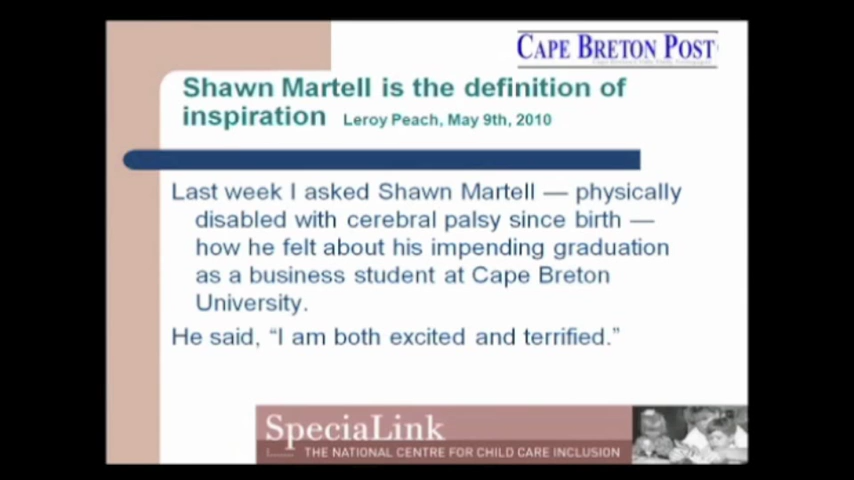 CAPE BRETON POST
Shawn Martell is the definition of
inspiration Leroy Peach, May 9th, 2010
Last week I asked Shawn Martell — physically
disabled with cerebral palsy since birth —
how he felt about his impending graduation
as a business student at Cape Breton
University.
He said, “I am both excited and terrified.”
SpeciaLink
THE NATIONAL CENTRE FOR CHILD CARE INCLUSION